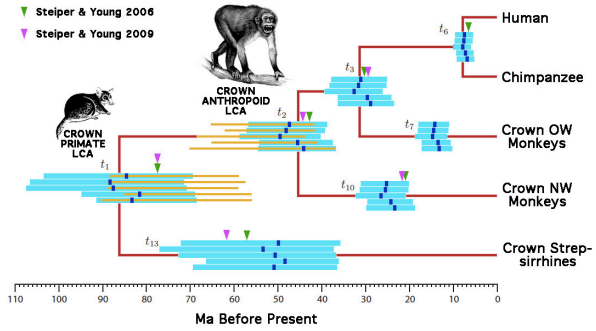 Steiper & Young 2006
Steiper & Young 2009
Human
t6
Chimpanzee
CROWN
ANTHROPOID
LCA
t3
CROWN
PRIMATE
LCA
t2
t7
Crown OW
Monkeys
t1
t10
Crown NW
Monkeys
t13
Crown Strep-
sirrhines
110 100 90 80 70 60 50 40 30 20 10 0
Ma Before Present